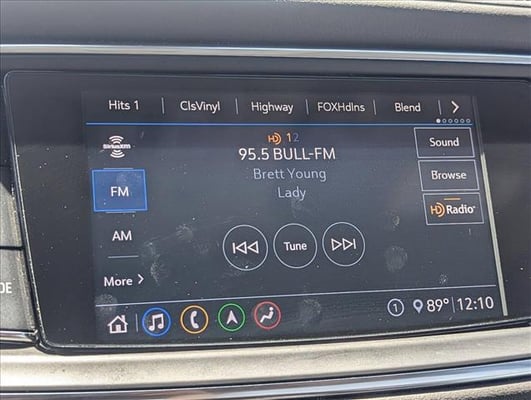 Hits 1 ClsVinyl Highway FOXHdlns Blend
SiriusXM
HD 1 2
95.5 BULL-FM
Brett Young
Lady
Sound
FM
Browse
HD Radio
AM
Tune
More
DE
1 89° 12:10